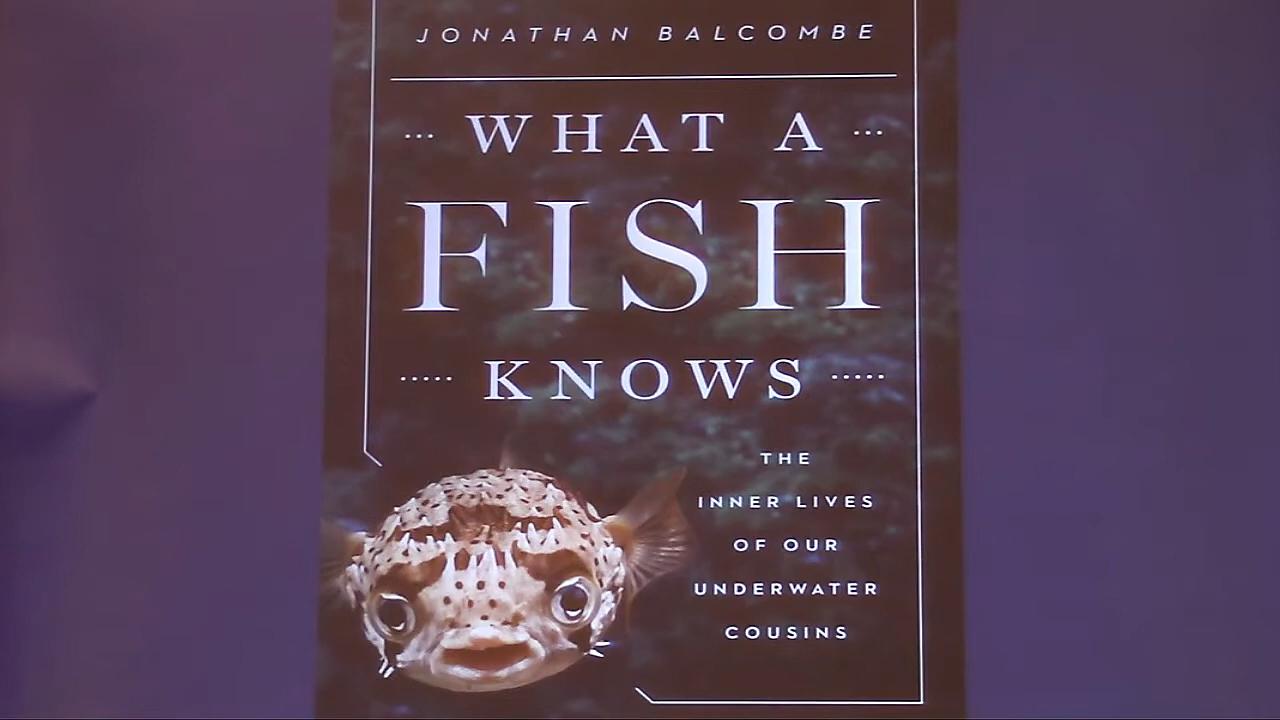 JONATHAN BALCOMBE
... WHAT A ...
FISH
..... KNOWS .....
THE
INNER LIVES
OF OUR
UNDERWATER
COUSINS